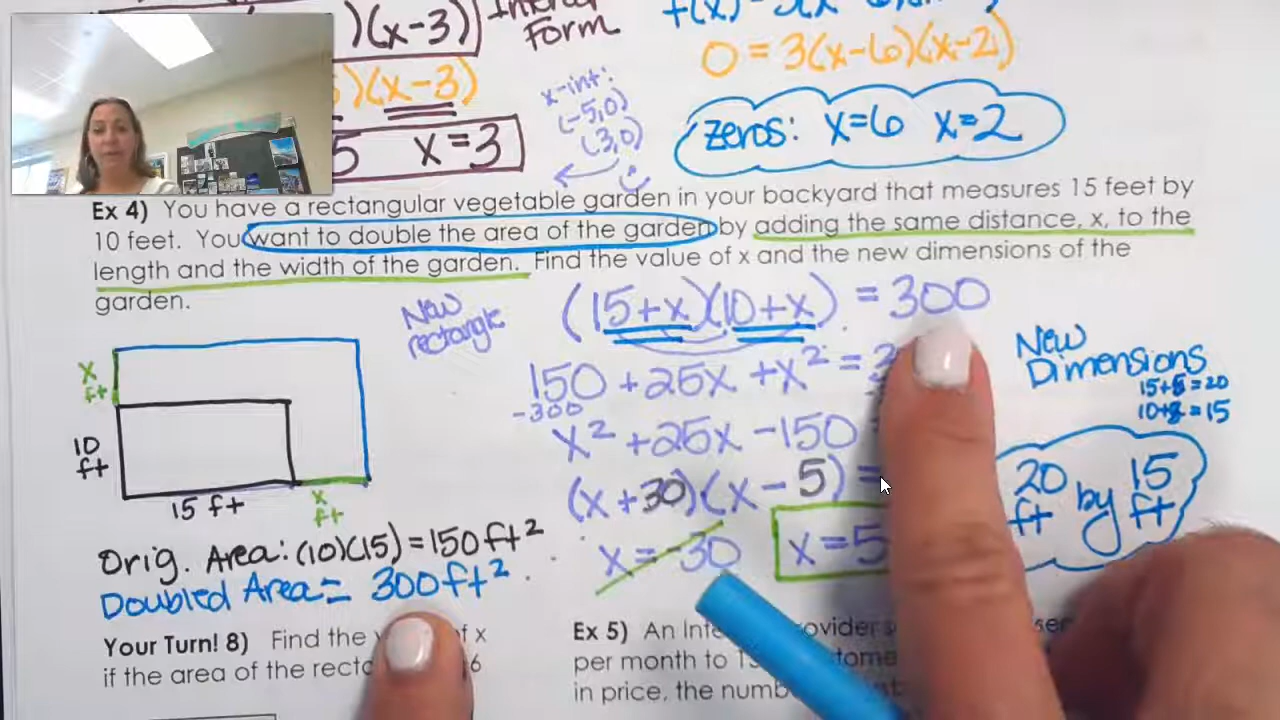 )(x-3) Interc
Form
)(x-3)
5 x=3
x-int:
(-5,0)
(3,0)
0 = 3(x-6)(x-2)
zeros: x=6 x=2
Ex 4) You have a rectangular vegetable garden in your backyard that measures 15 feet by
10 feet. You want to double the area of the garden by adding the same distance, x, to the
length and the width of the garden. Find the value of x and the new dimensions of the
garden.
New
rectangle
(15+x)(10+x) = 300
150 +25x +x² = 3
-300
x² +25x -150
(x+30)(x-5) =
x = -30 x=5
x
ft
10
ft
15 ft
x
ft
Orig. Area: (10)(15) = 150 ft²
Doubled Area = 300 ft²
New
Dimensions
15+5=20
10+5=15
20
ft by 15
ft
Your Turn! 8) Find the of x
if the area of the 6
Ex 5) An
per month to
in price, the